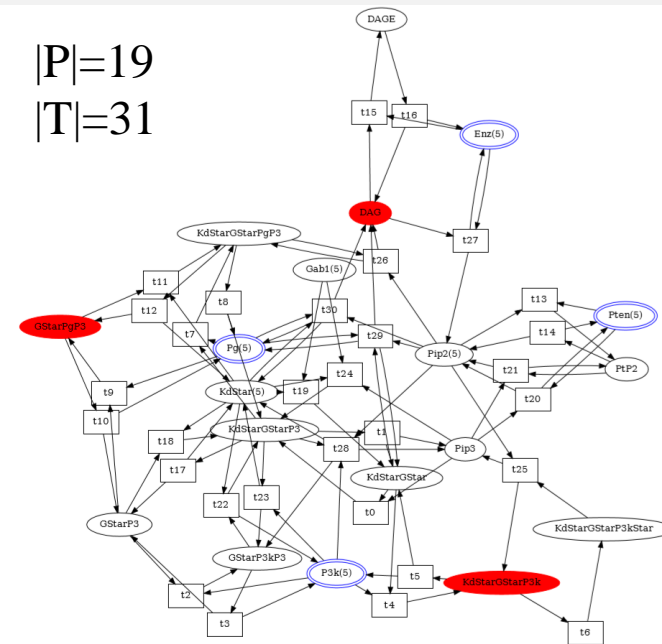 |P|=19
|T|=31
DAGE
t15
t16
Enz(5)
DAG
t27
KdStarGStarPgP3
t26
Gab1(5)
t11
t8
t13
t12
t30
Pten(5)
GStarPgP3
t7
t29
t14
Pg(5)
Pip2(5)
t21
PtP2
t24
t9
KdStar(5)
t19
t20
t10
KdStarGStarP3
t1
t18
t28
Pip3
t17
t25
KdStarGStar
t23
t22
t0
GStarP3
KdStarGStarP3kStar
GStarP3kP3
P3k(5)
t5
KdStarGStarP3k
t2
t4
t3
t6